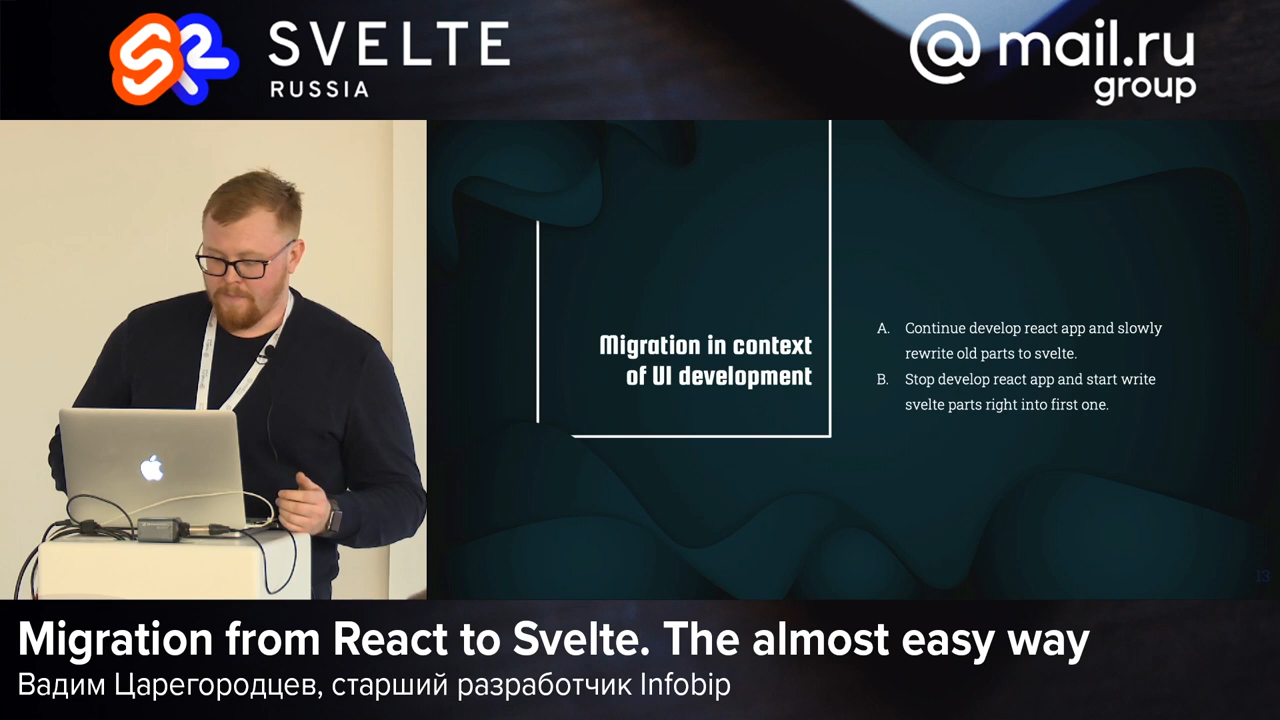 SVELTE
RUSSIA
@mail.ru
group
Migration in context
of UI development
A. Continue develop react app and slowly
rewrite old parts to svelte.
B. Stop develop react app and start write
svelte parts right into first one.
13
Migration from React to Svelte. The almost easy way
Вадим Царегородцев, старший разработчик Infobip